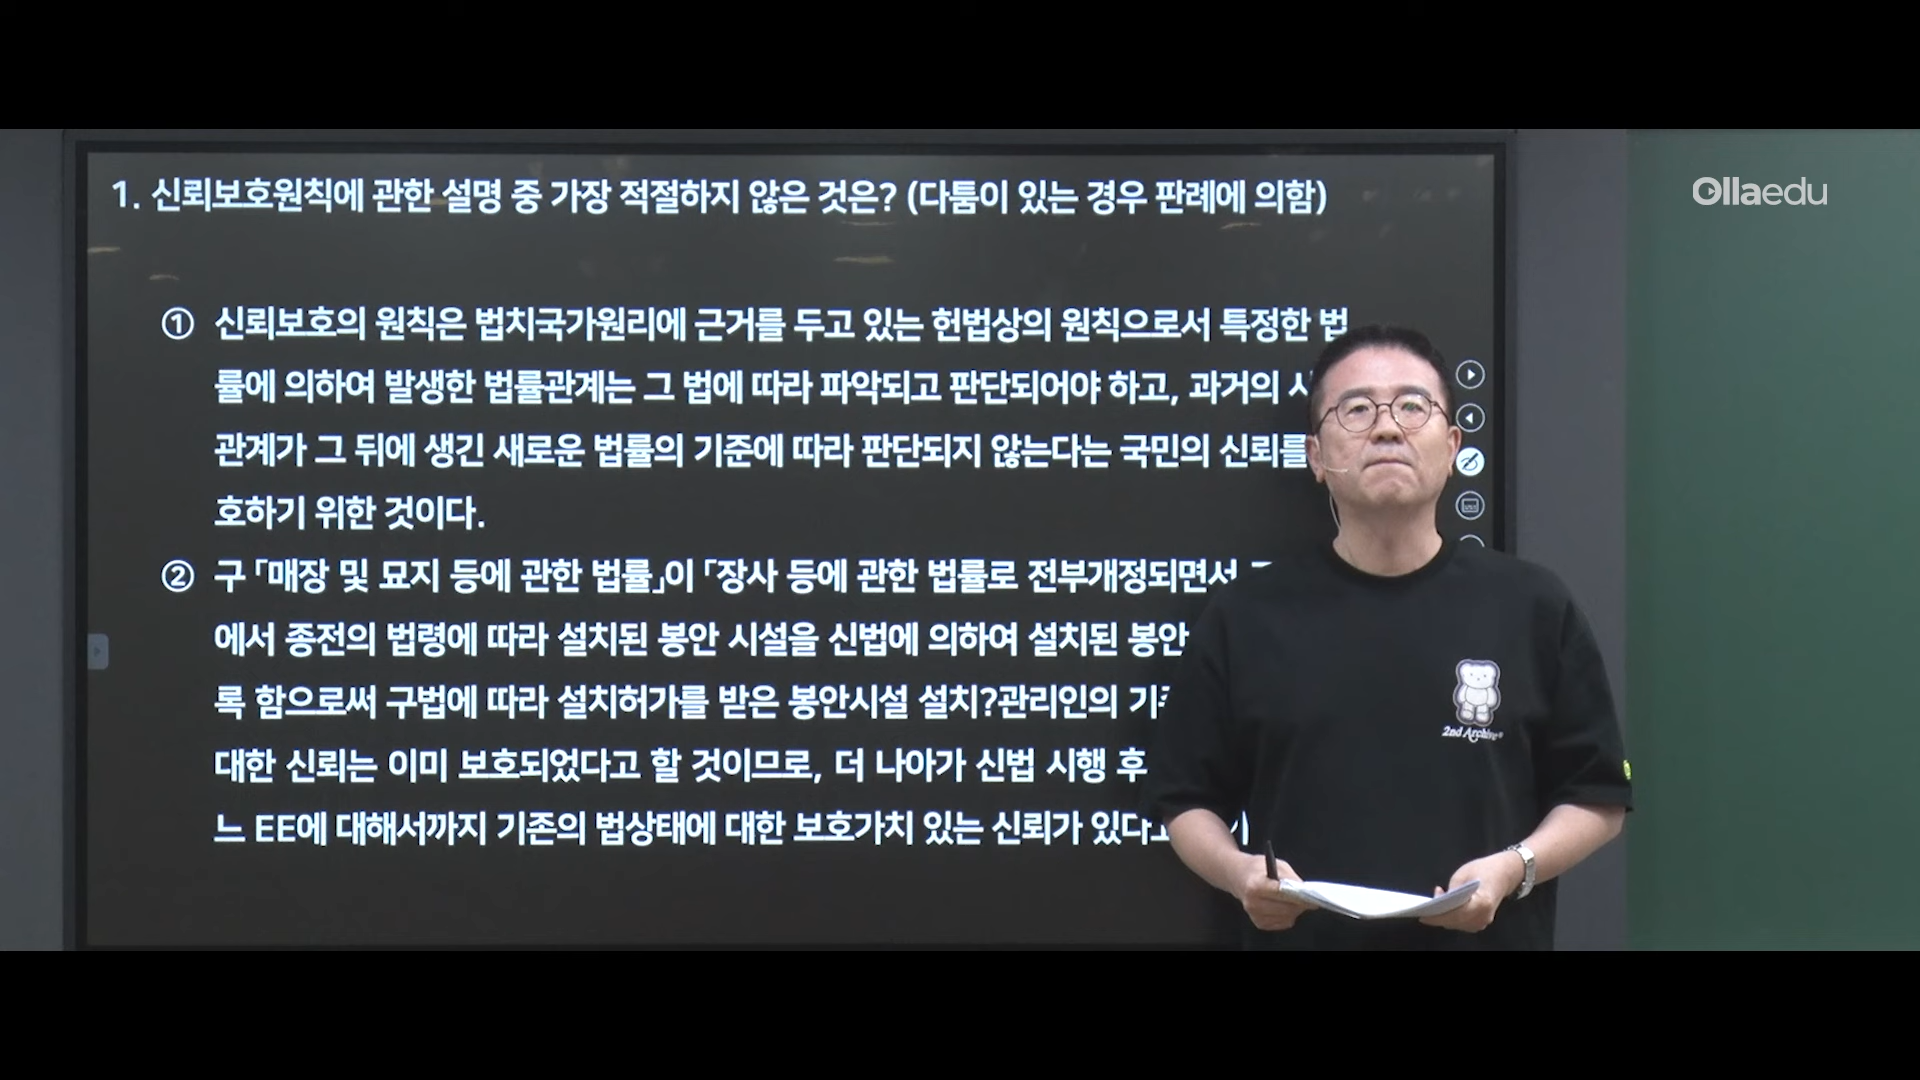 1. 신뢰보호원칙에 관한 설명 중 가장 적절하지 않은 것은? (다툼이 있는 경우 판례에 의함)
Ollaedu
① 신뢰보호의 원칙은 법치국가원리에 근거를 두고 있는 헌법상의 원칙으로서 특정한 법
률에 의하여 발생한 법률관계는 그 법에 따라 파악되고 판단되어야 하고, 과거의
관계가 그 뒤에 생긴 새로운 법률의 기준에 따라 판단되지 않는다는 국민의 신뢰를
호하기 위한 것이다.
② 구 「매장 및 묘지 등에 관한 법률」이 「장사 등에 관한 법률로 전부개정되면서
에서 종전의 법령에 따라 설치된 봉안 시설을 신법에 의하여 설치된 봉안
록 함으로써 구법에 따라 설치허가를 받은 봉안시설 설치?관리인의
대한 신뢰는 이미 보호되었다고 할 것이므로, 더 나아가 신법 시행 후
느 EE에 대해서까지 기존의 법상태에 대한 보호가치 있는 신뢰가
2nd Archive